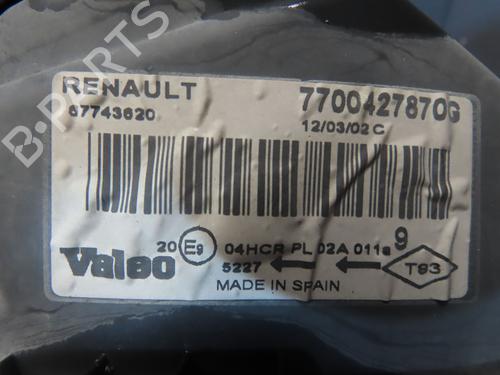 RENAULT 7700427870G
67743620 12/03/02 C
9
20 E9 04HCR PL 02A 011a
Valeo 5227 T93
MADE IN SPAIN
B-PARTS